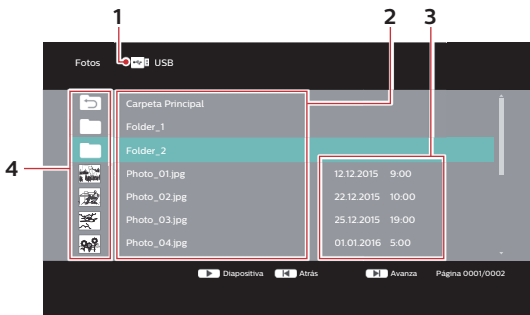 1 2 3
Fotos USB
Carpeta Principal
Folder_1
Folder_2
4
Photo_01.jpg 12.12.2015 9:00
Photo_02.jpg 22.12.2015 10:00
Photo_03.jpg 25.12.2015 19:00
Photo_04.jpg 01.01.2016 5:00
Diapositiva Atrás Avanza Página 0001/0002